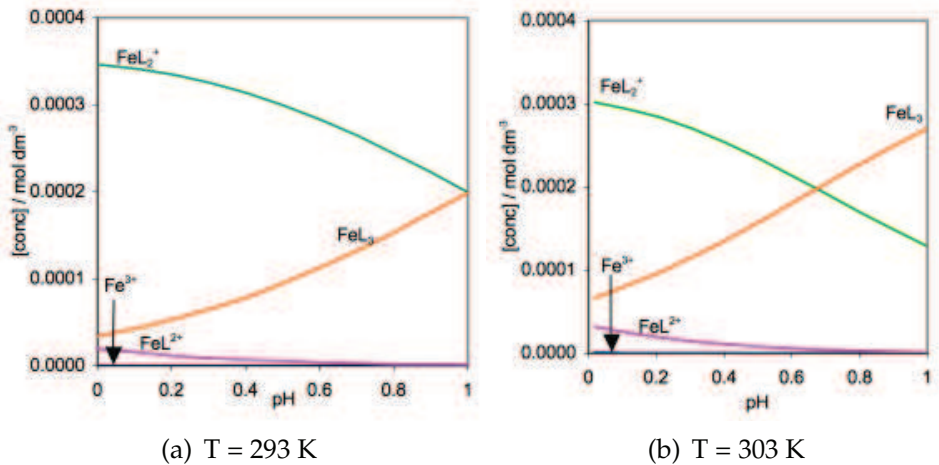 0.0004
0.0003
0.0002
0.0001
0.0000
[conc] / mol dm⁻³
FeL₂⁺
FeL₃
Fe³⁺
FeL²⁺
0 0.2 0.4 0.6 0.8 1
pH
(a) T = 293 K
0.0004
0.0003
0.0002
0.0001
0.0000
[conc] / mol dm⁻³
FeL₂⁺
FeL₃
Fe³⁺
FeL²⁺
0 0.2 0.4 0.6 0.8 1
pH
(b) T = 303 K